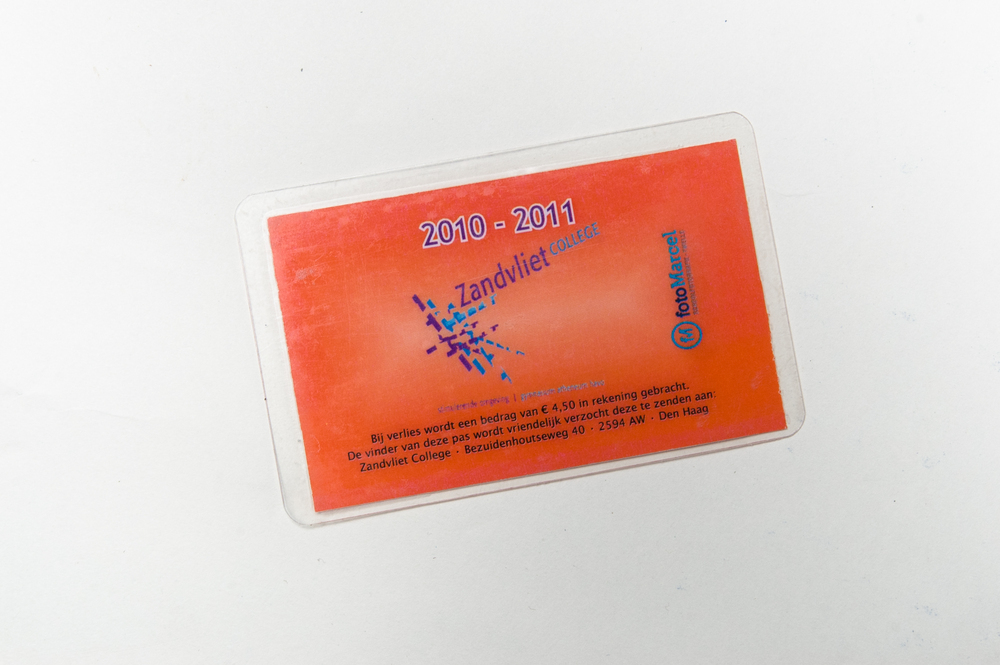 2010 - 2011
Zandvliet COLLEGE
fotoMarcel
Bij verlies wordt een bedrag van € 4,50 in rekening gebracht.
De vinder van deze pas wordt vriendelijk verzocht deze te zenden aan:
Zandvliet College · Bezuidenhoutseweg 40 · 2594 AW · Den Haag